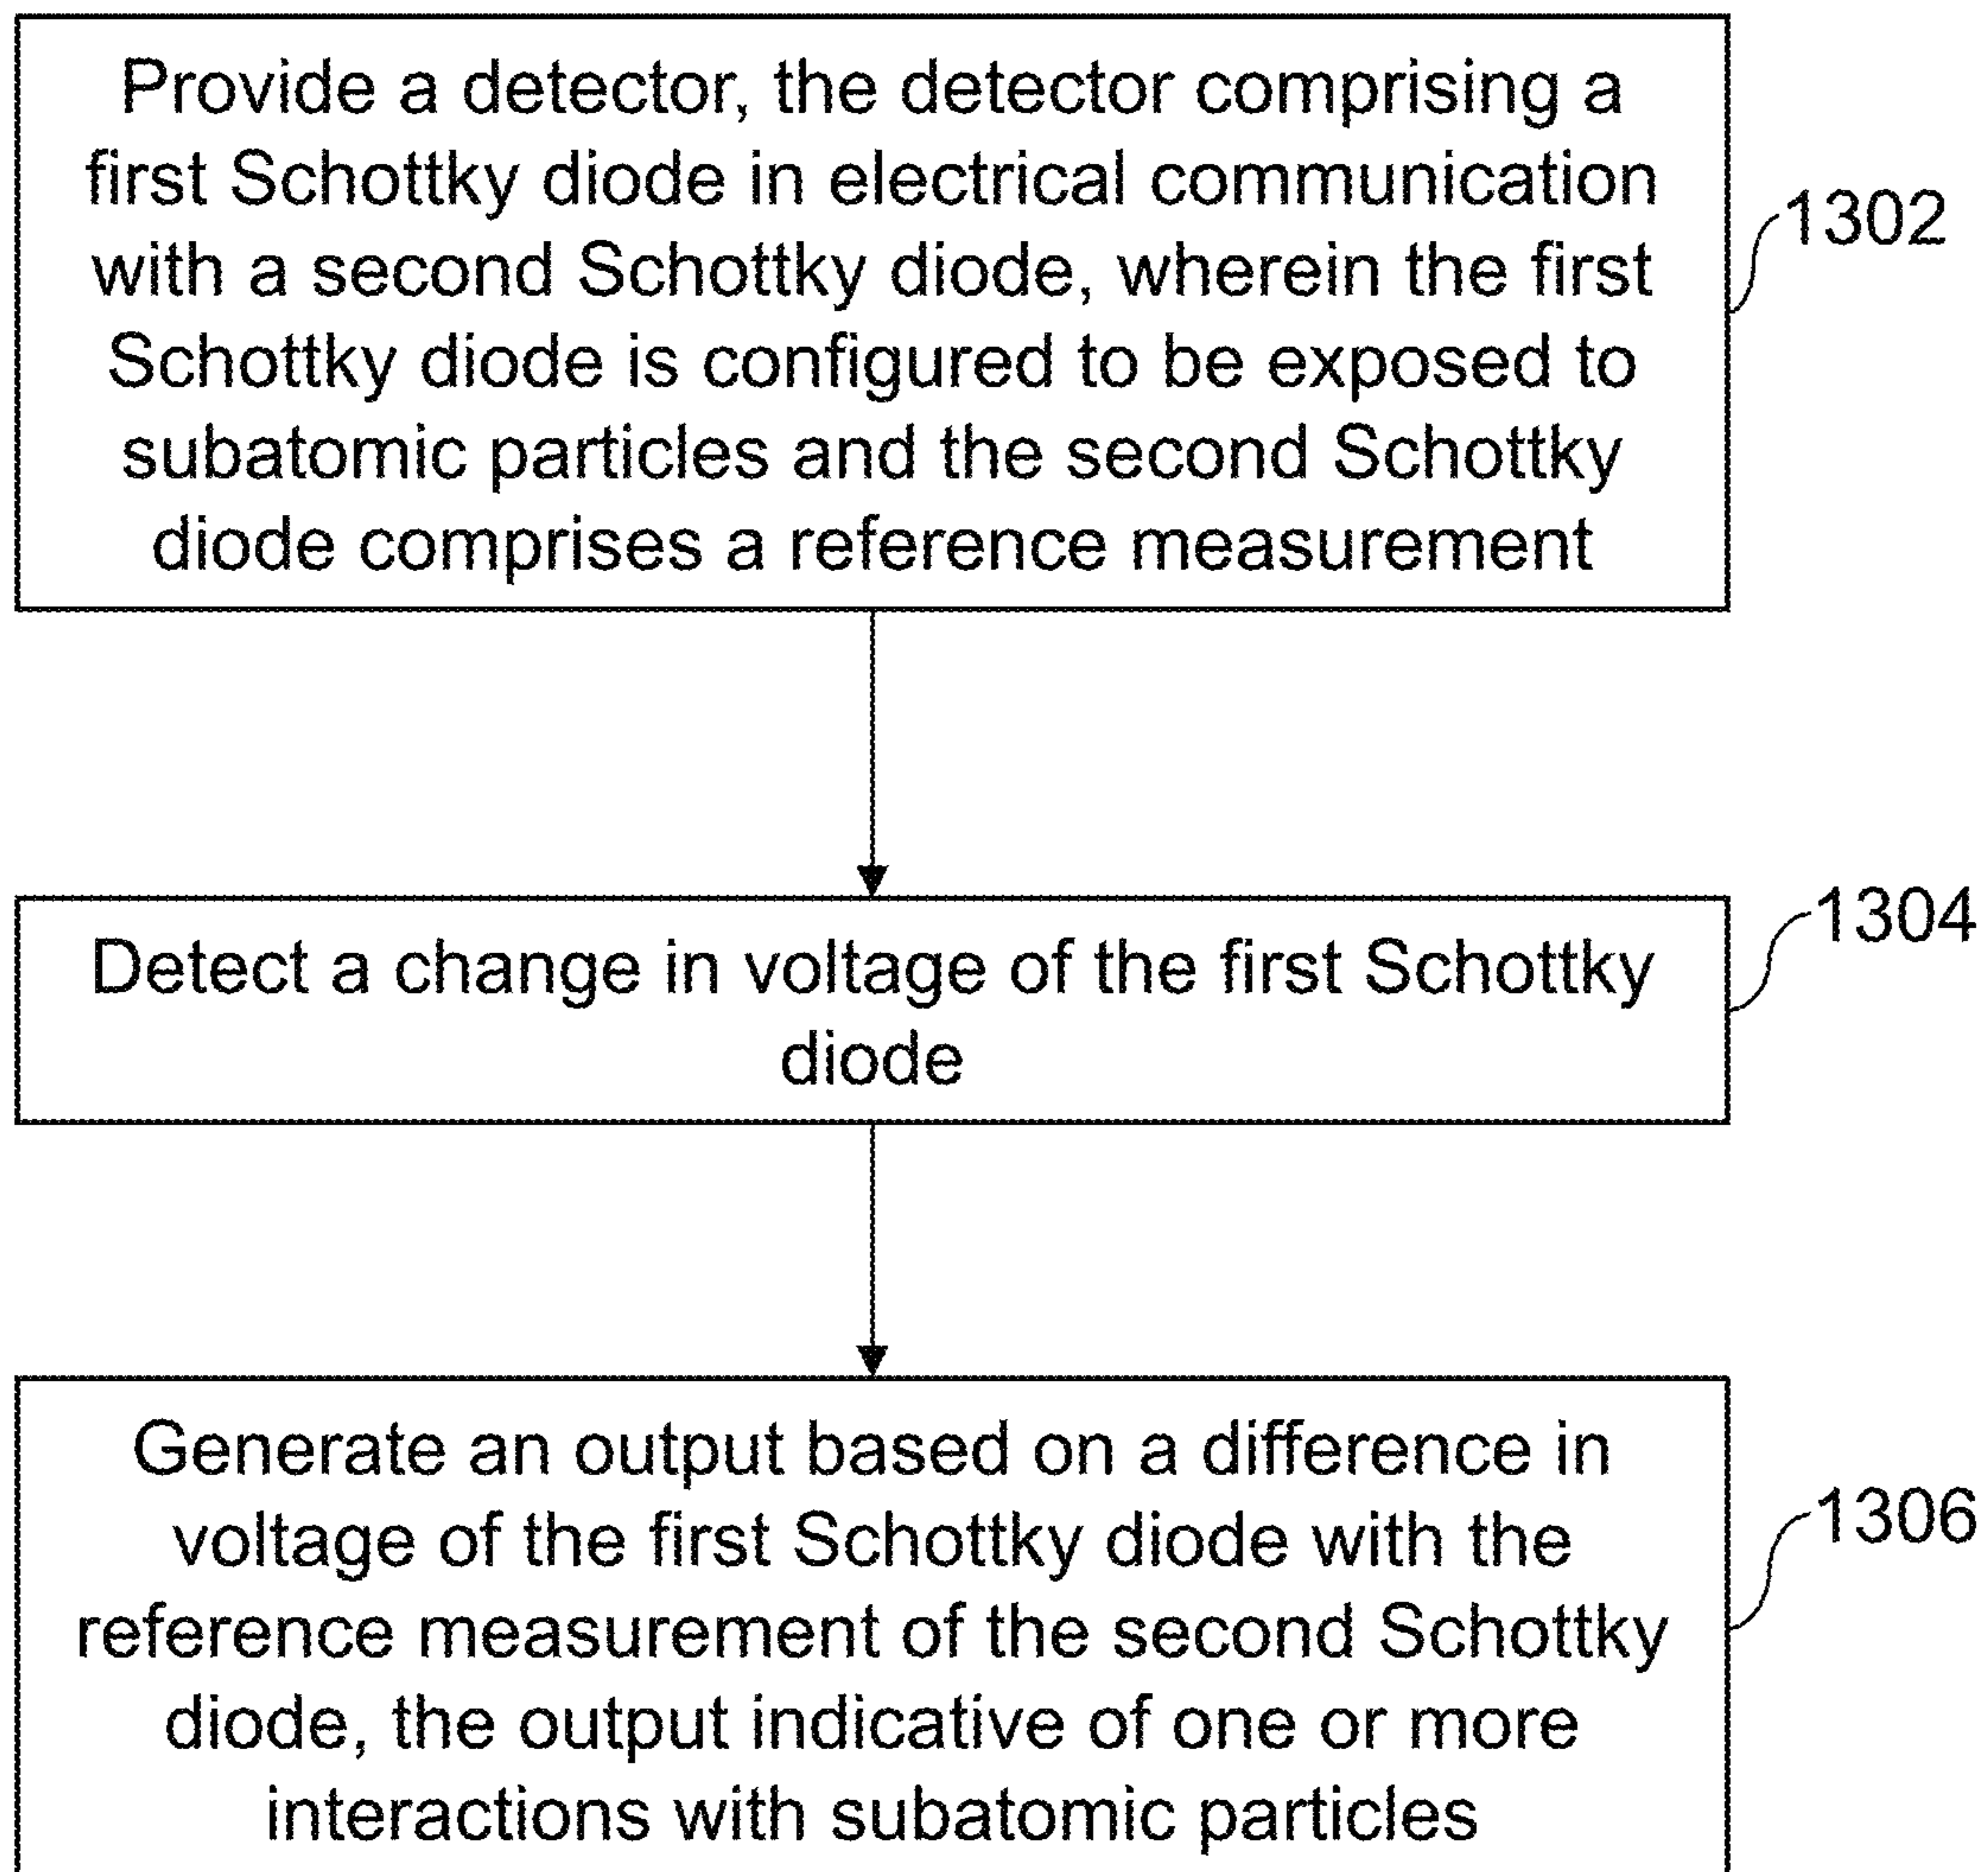 Provide a detector, the detector comprising a
first Schottky diode in electrical communication
with a second Schottky diode, wherein the first
Schottky diode is configured to be exposed to
subatomic particles and the second Schottky
diode comprises a reference measurement
1302
Detect a change in voltage of the first Schottky
diode
1304
Generate an output based on a difference in
voltage of the first Schottky diode with the
reference measurement of the second Schottky
diode, the output indicative of one or more
interactions with subatomic particles
1306